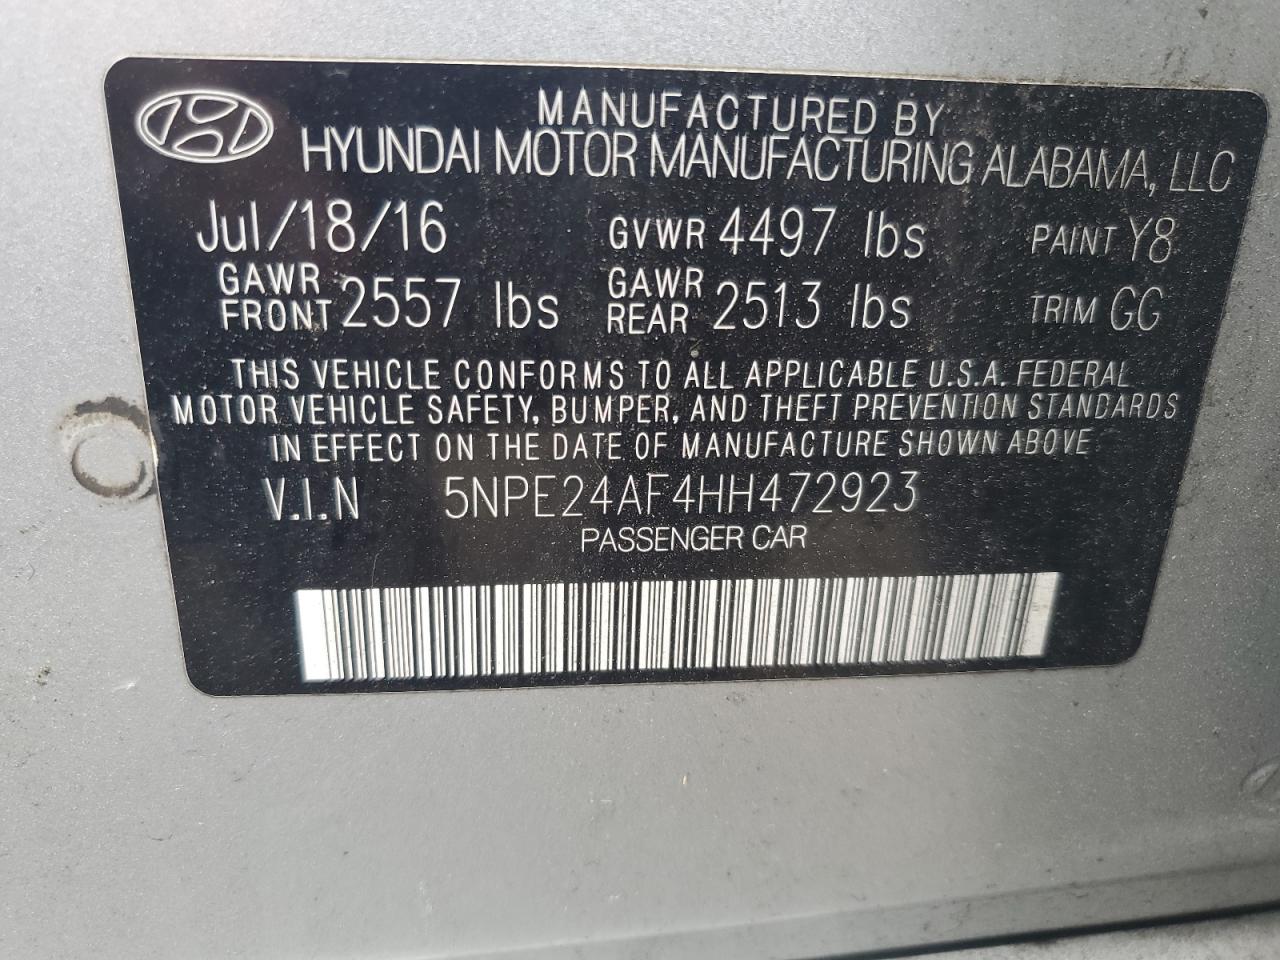 MANUFACTURED BY
HYUNDAI MOTOR MANUFACTURING ALABAMA, LLC
Jul/18/16 GVWR 4497 lbs PAINT Y8
GAWR FRONT 2557 lbs GAWR REAR 2513 lbs TRIM GG
THIS VEHICLE CONFORMS TO ALL APPLICABLE U.S.A. FEDERAL
MOTOR VEHICLE SAFETY, BUMPER, AND THEFT PREVENTION STANDARDS
IN EFFECT ON THE DATE OF MANUFACTURE SHOWN ABOVE
V.I.N 5NPE24AF4HH472923
PASSENGER CAR